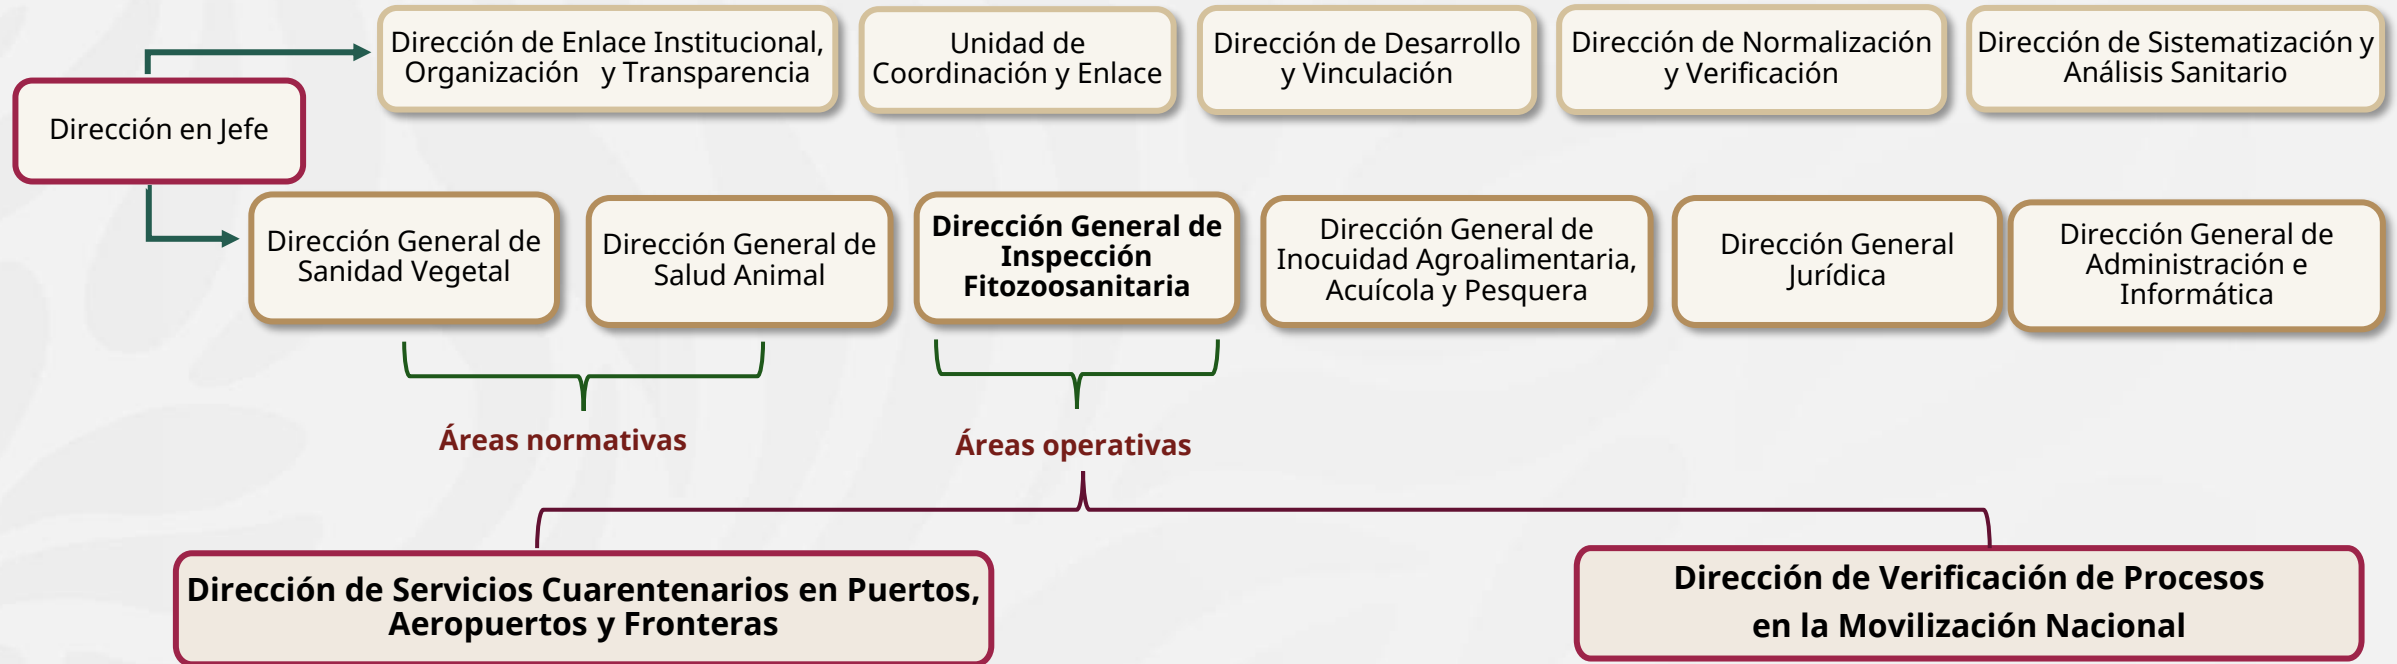 Dirección en Jefe
Dirección de Enlace Institucional,
Organización y Transparencia
Unidad de
Coordinación y Enlace
Dirección de Desarrollo
y Vinculación
Dirección de Normalización
y Verificación
Dirección de Sistematización y
Análisis Sanitario
Dirección General de
Sanidad Vegetal
Dirección General de
Salud Animal
Dirección General de
Inspección
Fitozoosanitaria
Dirección General de
Inocuidad Agroalimentaria,
Acuícola y Pesquera
Dirección General
Jurídica
Dirección General de
Administración e
Informática
Áreas normativas
Áreas operativas
Dirección de Servicios Cuarentenarios en Puertos,
Aeropuertos y Fronteras
Dirección de Verificación de Procesos
en la Movilización Nacional